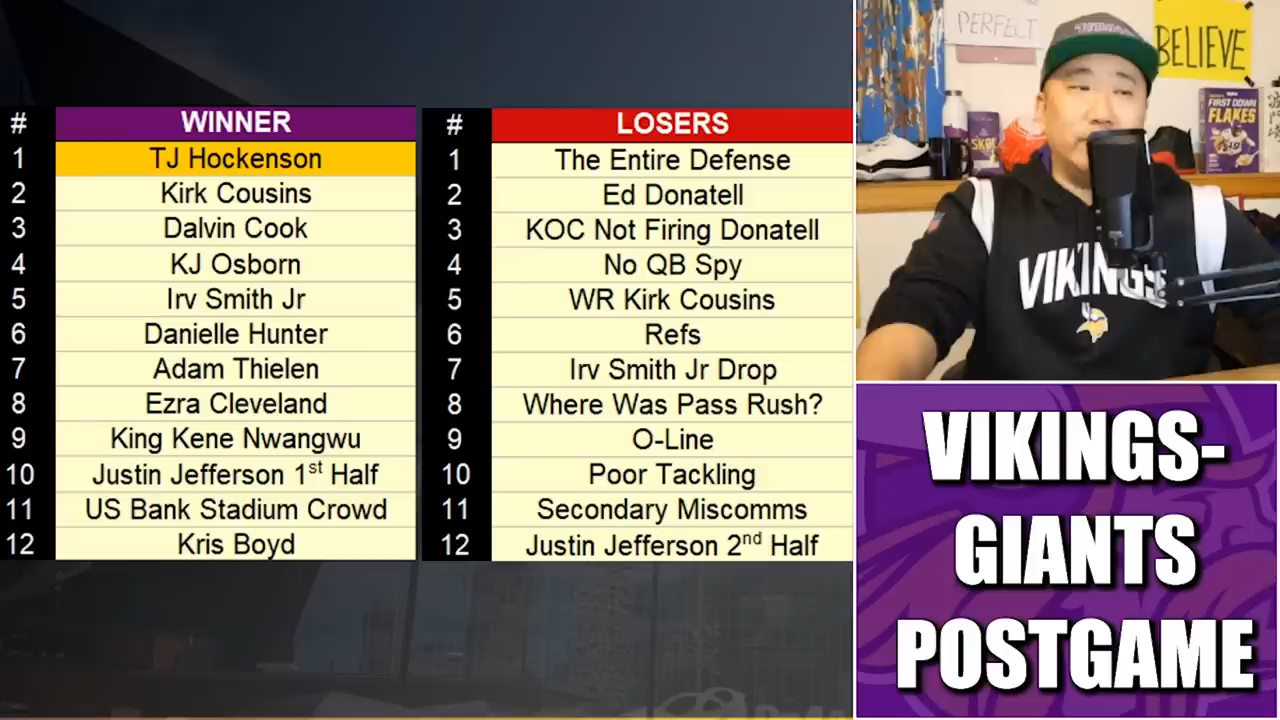 # WINNER
1 TJ Hockenson
2 Kirk Cousins
3 Dalvin Cook
4 KJ Osborn
5 Irv Smith Jr
6 Danielle Hunter
7 Adam Thielen
8 Ezra Cleveland
9 King Kene Nwangwu
10 Justin Jefferson 1st Half
11 US Bank Stadium Crowd
12 Kris Boyd
# LOSERS
1 The Entire Defense
2 Ed Donatell
3 KOC Not Firing Donatell
4 No QB Spy
5 WR Kirk Cousins
6 Refs
7 Irv Smith Jr Drop
8 Where Was Pass Rush?
9 O-Line
10 Poor Tackling
11 Secondary Miscomms
12 Justin Jefferson 2nd Half
PERFECT
BELIEVE
FIRST DOWN
FLAKES
SKOL
VIKINGS
VIKINGS-
GIANTS
POSTGAME